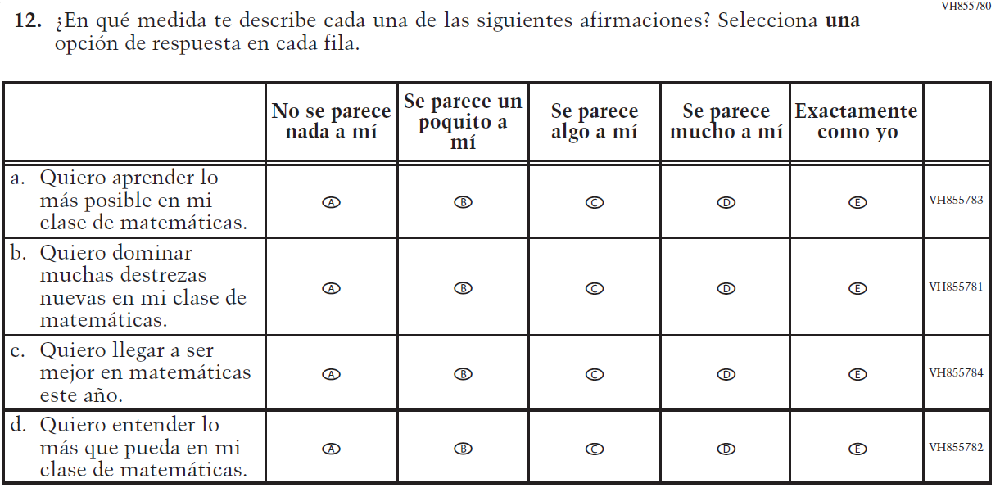 VH855780
12. ¿En qué medida te describe cada una de las siguientes afirmaciones? Selecciona una
opción de respuesta en cada fila.
No se parece
nada a mí
Se parece un
poquito a
mí
Se parece
algo a mí
Se parece
mucho a mí
Exactamente
como yo
a. Quiero aprender lo
más posible en mi
clase de matemáticas.
A B C D E VH855783
b. Quiero dominar
muchas destrezas
nuevas en mi clase de
matemáticas.
A B C D E VH855781
c. Quiero llegar a ser
mejor en matemáticas
este año.
A B C D E VH855784
d. Quiero entender lo
más que pueda en mi
clase de matemáticas.
A B C D E VH855782